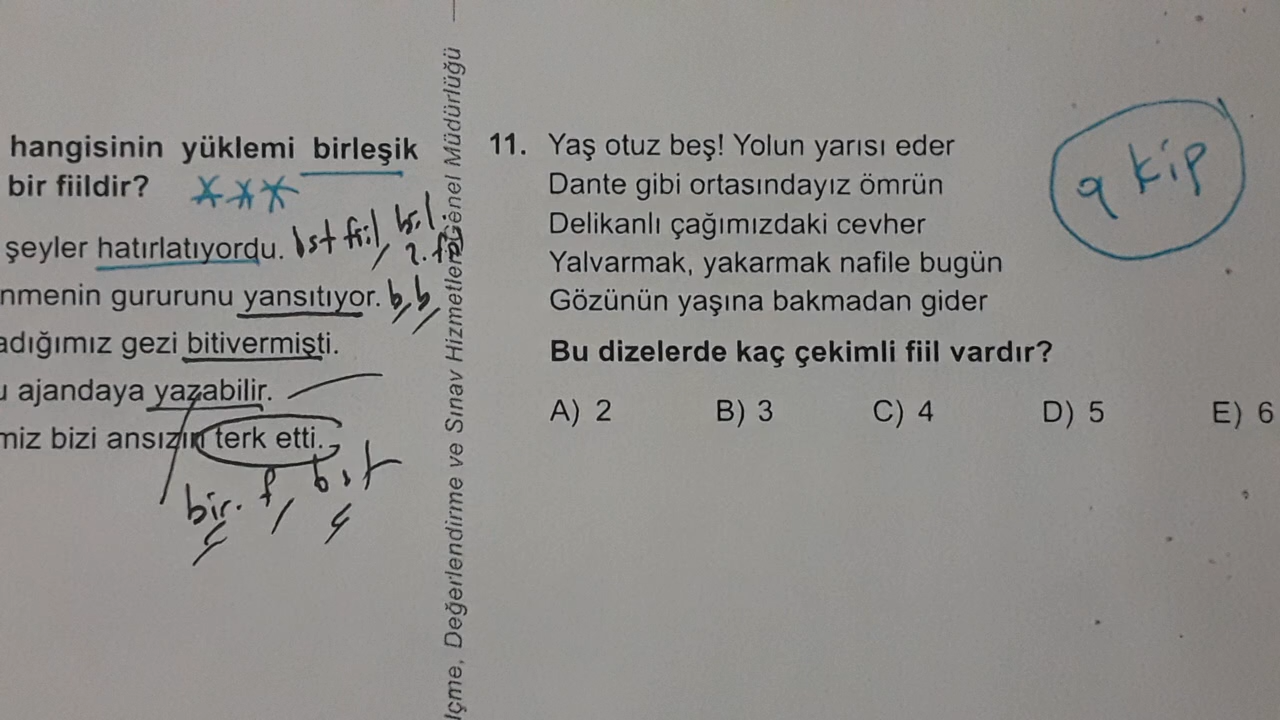 hangisinin yüklemi birleşik
bir fiildir?
şeyler hatırlatıyordu.
nmenin gururunu yansıtıyor. b,b,
adığımız gezi bitivermişti.
u ajandaya yazabilir.
miz bizi ansızın terk etti.
bir. f, bst
lçme, Değerlendirme ve Sınav Hizmetleri Genel Müdürlüğü
11. Yaş otuz beş! Yolun yarısı eder
Dante gibi ortasındayız ömrün
Delikanlı çağımızdaki cevher
Yalvarmak, yakarmak nafile bugün
Gözünün yaşına bakmadan gider
Bu dizelerde kaç çekimli fiil vardır?
A) 2 B) 3 C) 4 D) 5 E) 6
9 kip